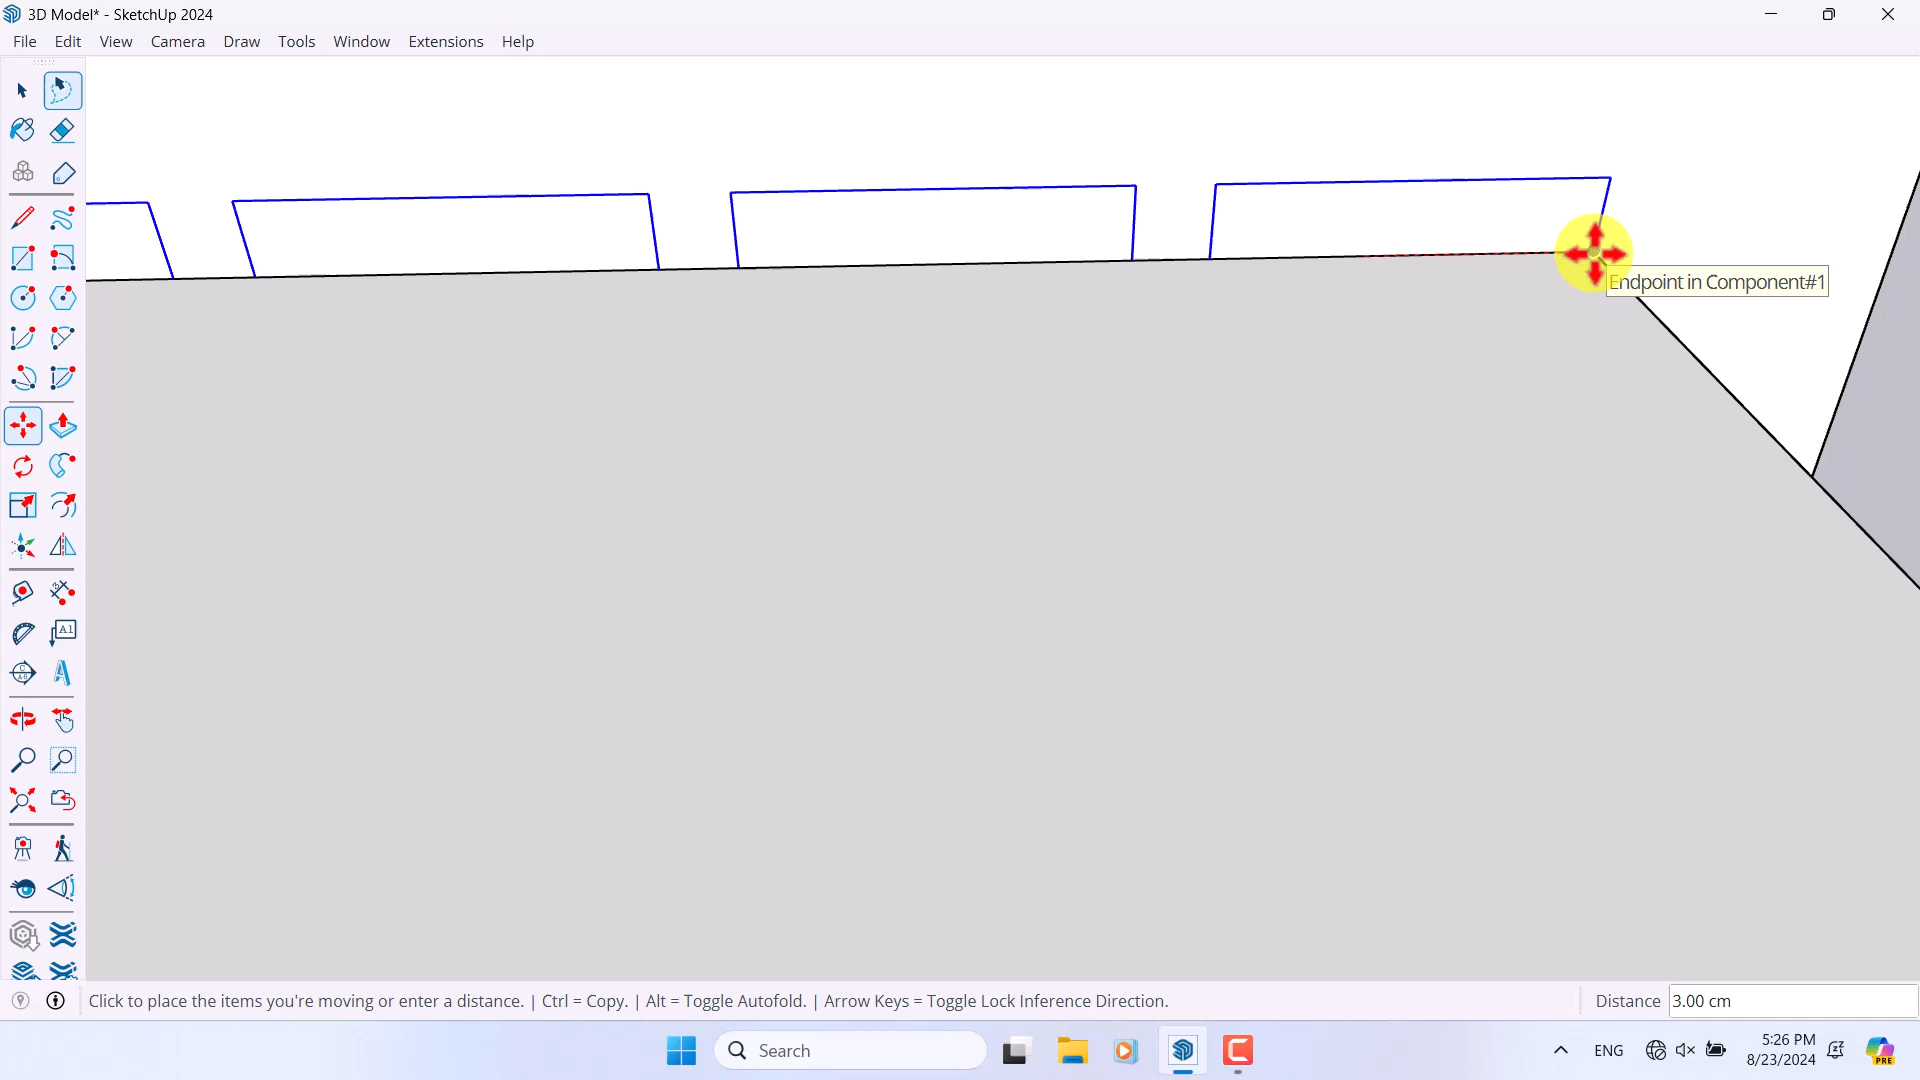 3D Model* - SketchUp 2024
File Edit View Camera Draw Tools Window Extensions Help
Endpoint in Component#1
A1
Click to place the items you're moving or enter a distance. | Ctrl = Copy. | Alt = Toggle Autofold. | Arrow Keys = Toggle Lock Inference Direction.
Distance 3.00 cm
Search
ENG
5:26 PM
8/23/2024
PRE